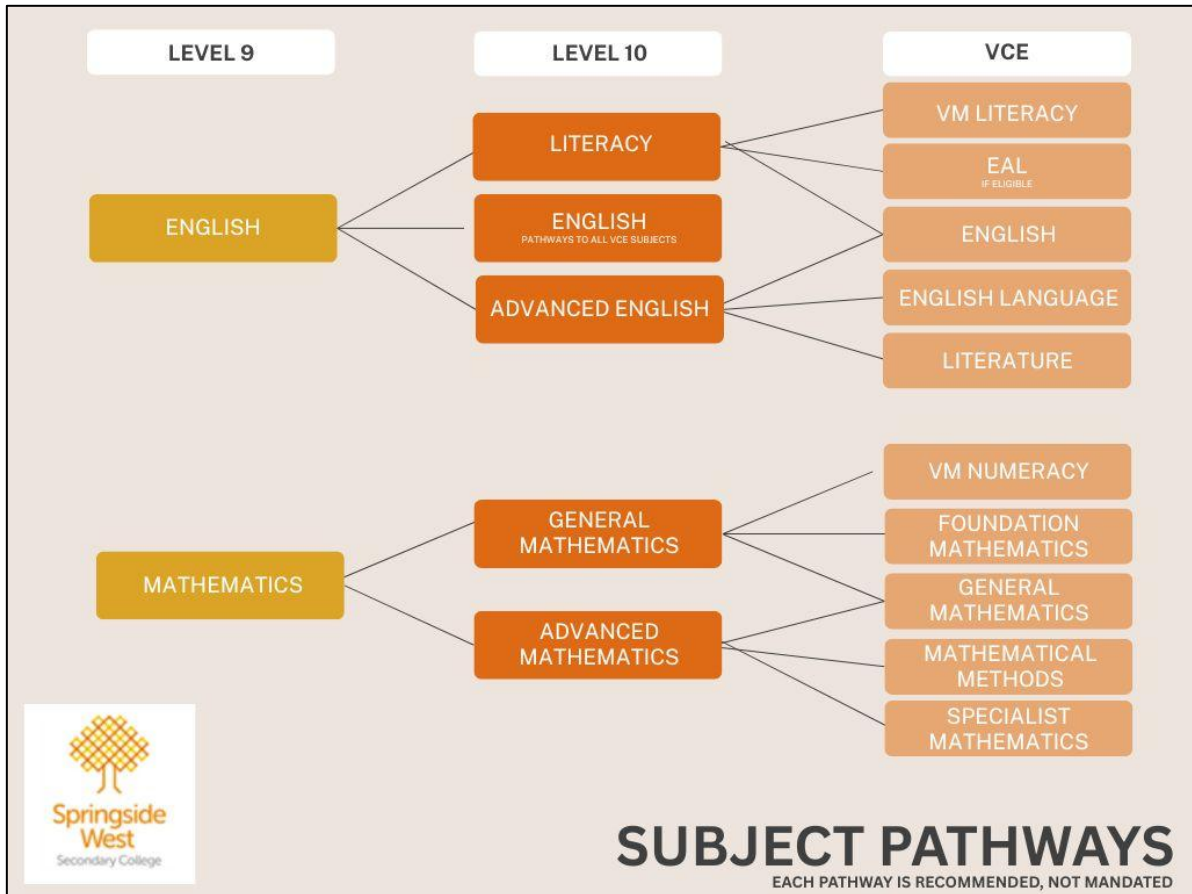 LEVEL 9
LEVEL 10
VCE
ENGLISH
LITERACY
ENGLISH
PATHWAYS TO ALL VCE SUBJECTS
ADVANCED ENGLISH
VM LITERACY
EAL
IF ELIGIBLE
ENGLISH
ENGLISH LANGUAGE
LITERATURE
MATHEMATICS
GENERAL
MATHEMATICS
ADVANCED
MATHEMATICS
VM NUMERACY
FOUNDATION
MATHEMATICS
GENERAL
MATHEMATICS
MATHEMATICAL
METHODS
SPECIALIST
MATHEMATICS
Springside
West
Secondary College
SUBJECT PATHWAYS
EACH PATHWAY IS RECOMMENDED, NOT MANDATED